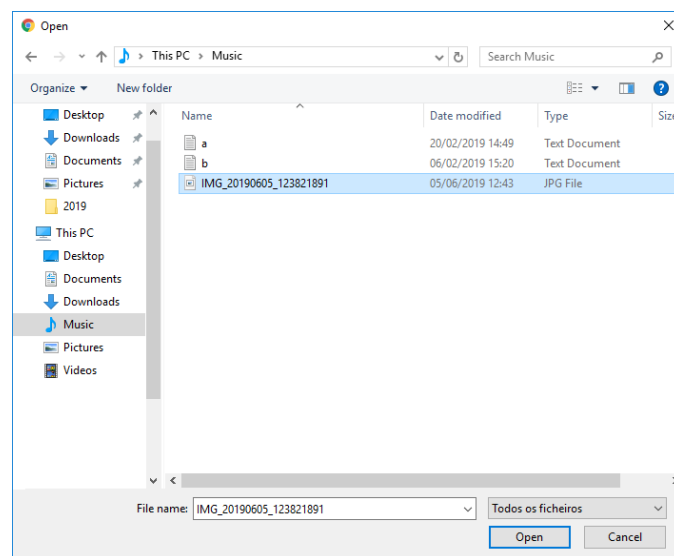 Open
This PC > Music
Search Music
Organize
New folder
Name
Date modified
Type
Size
a
20/02/2019 14:49
Text Document
b
06/02/2019 15:20
Text Document
IMG_20190605_123821891
05/06/2019 12:43
JPG File
Desktop
Downloads
Documents
Pictures
2019
This PC
Desktop
Documents
Downloads
Music
Pictures
Videos
File name:
IMG_20190605_123821891
Todos os ficheiros
Open
Cancel